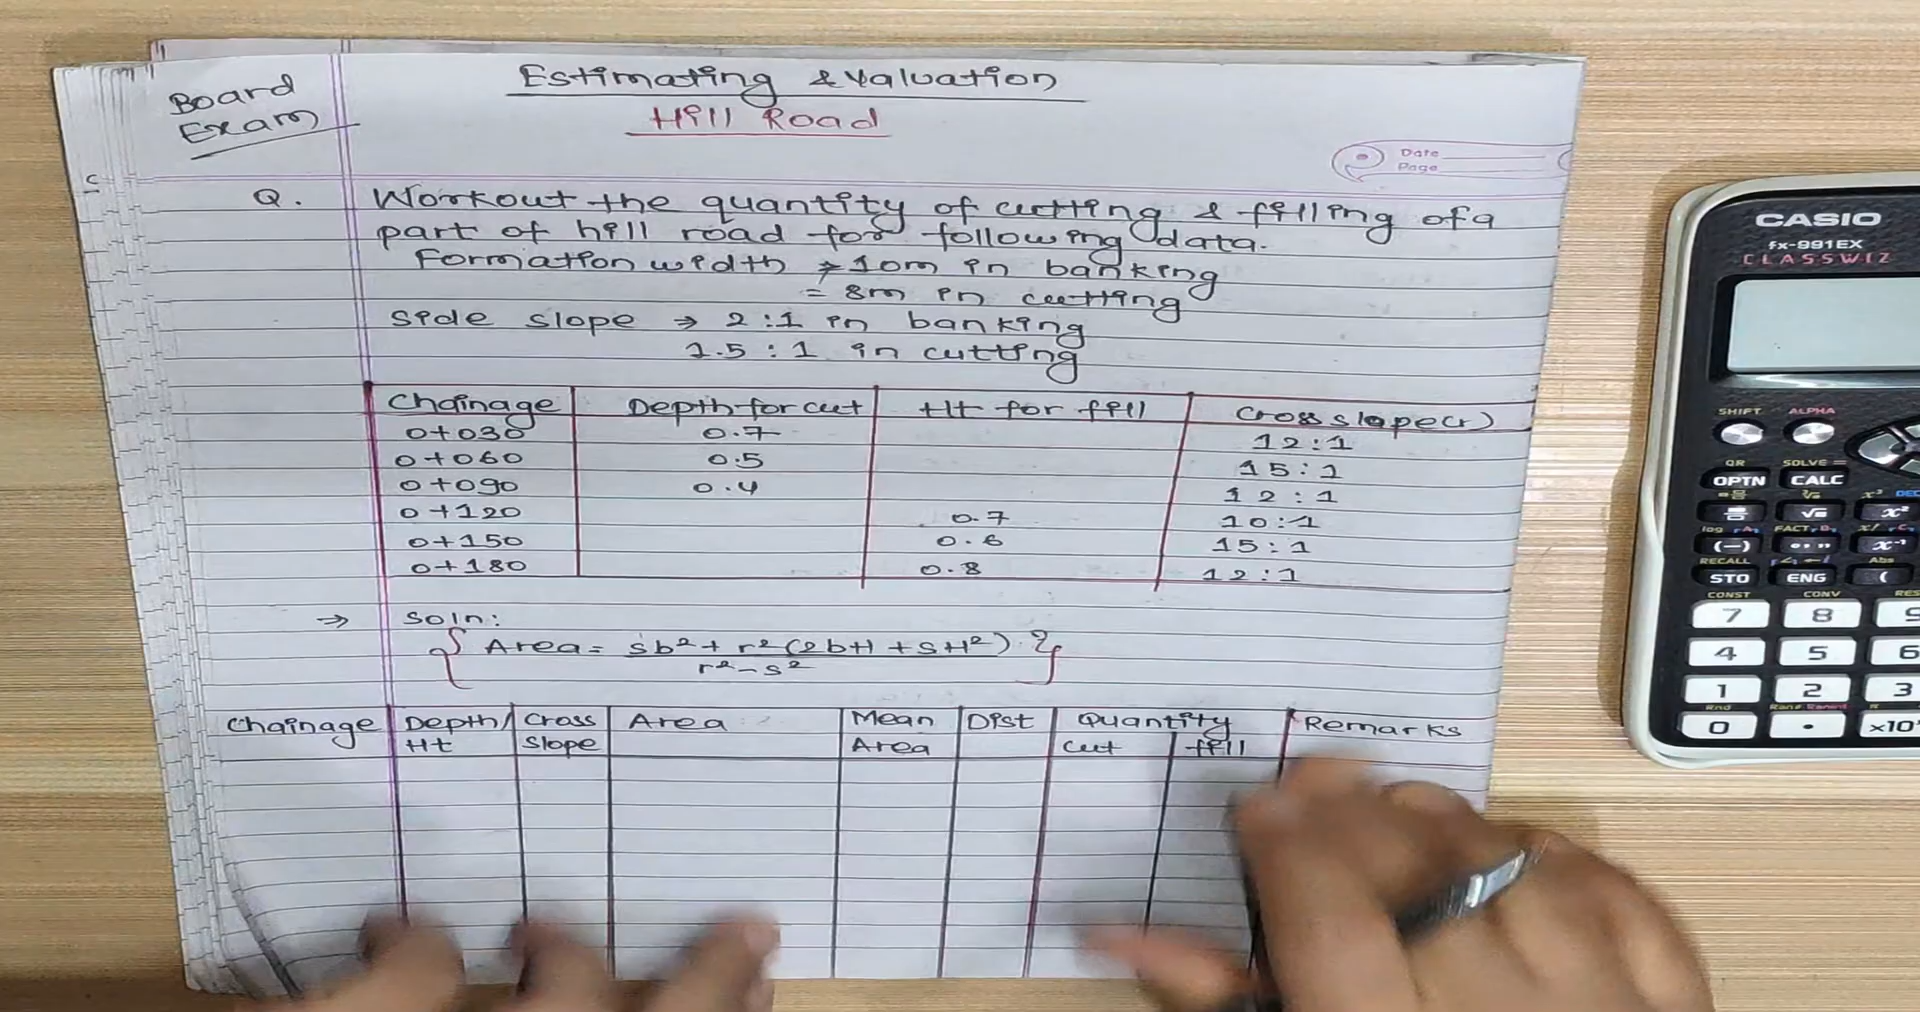 Board
Exam
Estimating & Valuation
Hill Road
Date
Page
Q. Workout the quantity of cutting & filling of a
part of hill road for following data.
Formation width → 10m in banking
= 8m in cutting
side slope → 2:1 in banking
1.5:1 in cutting
Chainage Depth for cut Ht for fill Cross slope(r)
0+030 0.7 12:1
0+060 0.5 15:1
0+090 0.4 12:1
0+120 0.7 10:1
0+150 0.6 15:1
0+180 0.8 12:1
⇒ Soln:
{ Area = sb² + r²(2bH + sH²) }
r² - s²
Chainage Depth/ Cross Area Mean Dist Quantity Remarks
Ht slope Area cut fill
CASIO
fx-991EX
CLASSWIZ
SHIFT ALPHA
QR SOLVE =
OPTN CALC
(−)
RECALL
STO ENG (
CONST CONV
7 8
4 5 6
1 2 3
0 . ×10